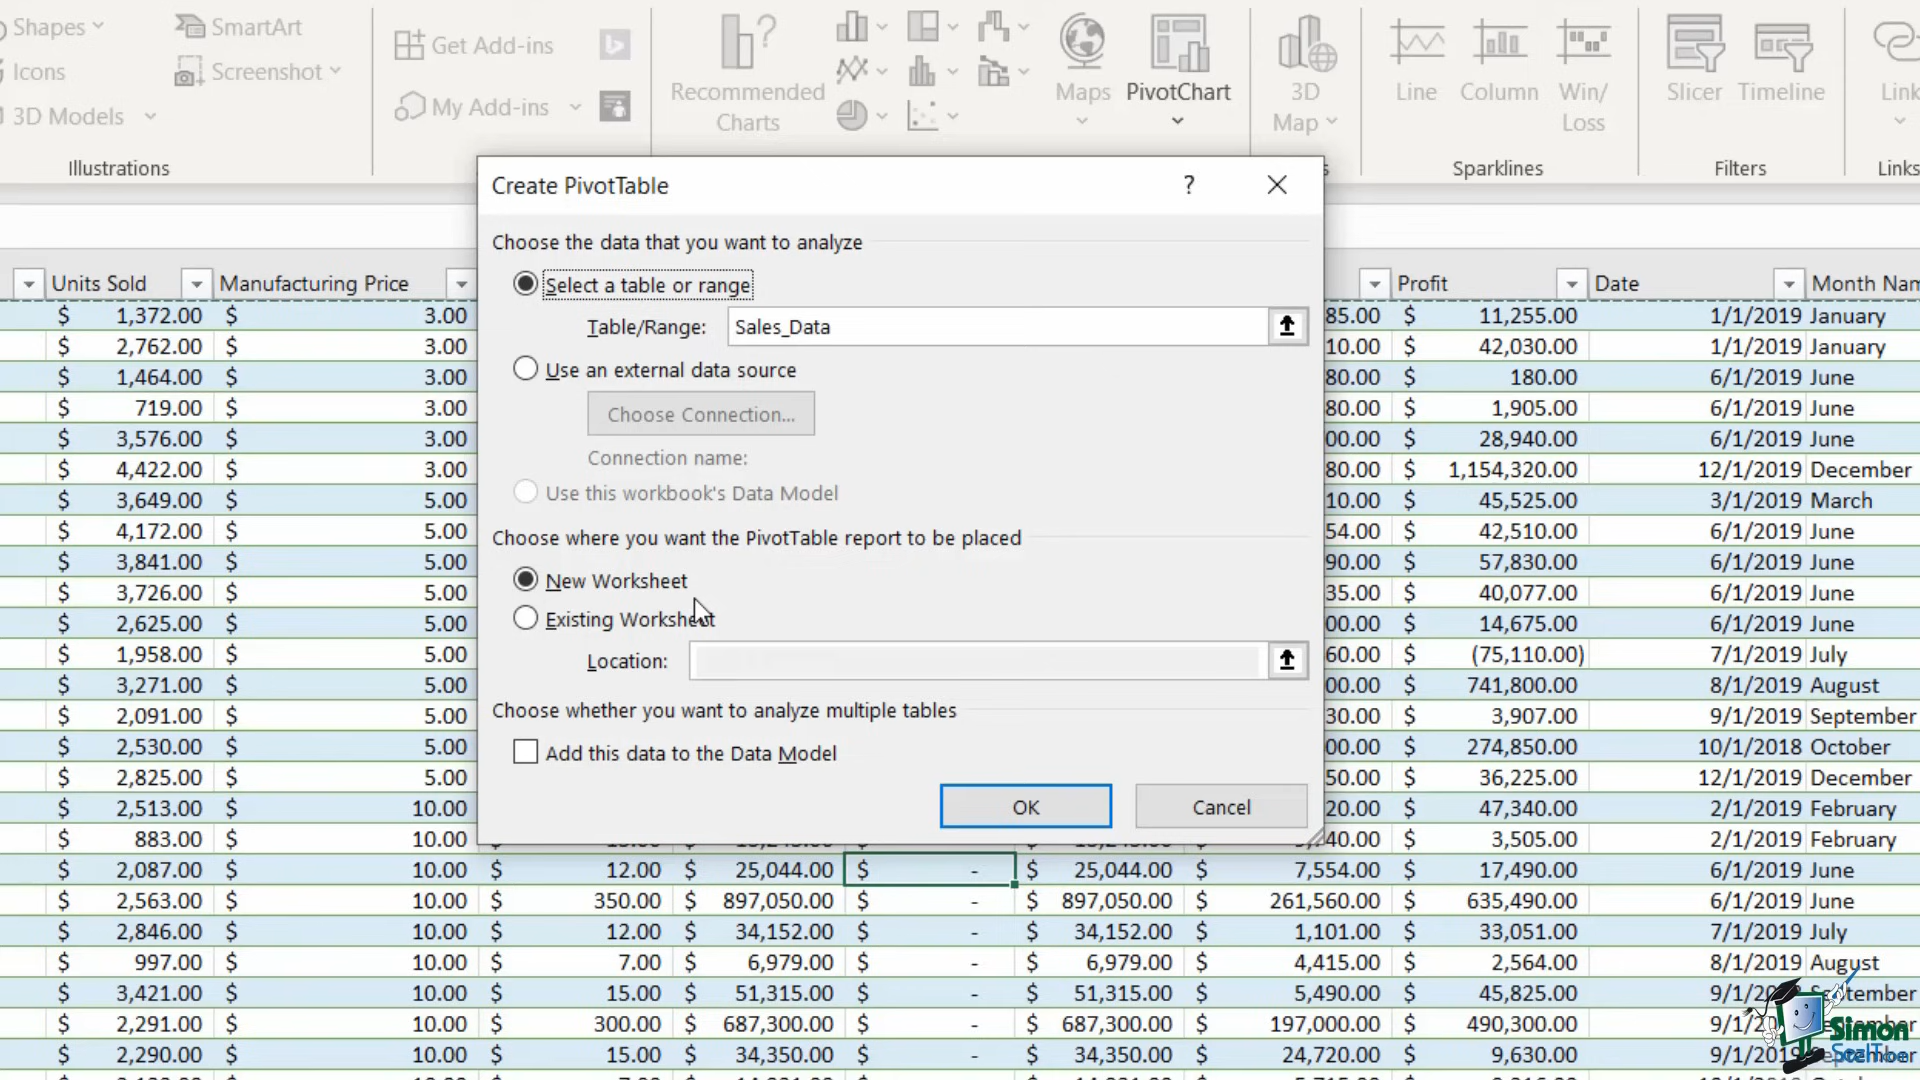 Shapes
SmartArt
Icons
Screenshot
3D Models
Illustrations
Get Add-ins
My Add-ins
Recommended
Charts
Maps
PivotChart
3D
Map
Line
Column
Win/
Loss
Sparklines
Slicer
Timeline
Filters
Link
Links
Create PivotTable
?
Choose the data that you want to analyze
Select a table or range
Table/Range: Sales_Data
Use an external data source
Choose Connection...
Connection name:
Use this workbook's Data Model
Choose where you want the PivotTable report to be placed
New Worksheet
Existing Worksheet
Location:
Choose whether you want to analyze multiple tables
Add this data to the Data Model
OK
Cancel
Units Sold Manufacturing Price Profit Date Month Nam
$ 1,372.00 $ 3.00 85.00 $ 11,255.00 1/1/2019 January
$ 2,762.00 $ 3.00 10.00 $ 42,030.00 1/1/2019 January
$ 1,464.00 $ 3.00 80.00 $ 180.00 6/1/2019 June
$ 719.00 $ 3.00 80.00 $ 1,905.00 6/1/2019 June
$ 3,576.00 $ 3.00 00.00 $ 28,940.00 6/1/2019 June
$ 4,422.00 $ 3.00 80.00 $ 1,154,320.00 12/1/2019 December
$ 3,649.00 $ 5.00 10.00 $ 45,525.00 3/1/2019 March
$ 4,172.00 $ 5.00 54.00 $ 42,510.00 6/1/2019 June
$ 3,841.00 $ 5.00 90.00 $ 57,830.00 6/1/2019 June
$ 3,726.00 $ 5.00 35.00 $ 40,077.00 6/1/2019 June
$ 2,625.00 $ 5.00 00.00 $ 14,675.00 6/1/2019 June
$ 1,958.00 $ 5.00 60.00 $ (75,110.00) 7/1/2019 July
$ 3,271.00 $ 5.00 00.00 $ 741,800.00 8/1/2019 August
$ 2,091.00 $ 5.00 30.00 $ 3,907.00 9/1/2019 September
$ 2,530.00 $ 5.00 00.00 $ 274,850.00 10/1/2018 October
$ 2,825.00 $ 5.00 50.00 $ 36,225.00 12/1/2019 December
$ 2,513.00 $ 10.00 20.00 $ 47,340.00 2/1/2019 February
$ 883.00 $ 10.00 40.00 $ 3,505.00 2/1/2019 February
$ 2,087.00 $ 10.00 $ 12.00 $ 25,044.00 $ - $ 25,044.00 $ 7,554.00 $ 17,490.00 6/1/2019 June
$ 2,563.00 $ 10.00 $ 350.00 $ 897,050.00 $ - $ 897,050.00 $ 261,560.00 $ 635,490.00 6/1/2019 June
$ 2,846.00 $ 10.00 $ 12.00 $ 34,152.00 $ - $ 34,152.00 $ 1,101.00 $ 33,051.00 7/1/2019 July
$ 997.00 $ 10.00 $ 7.00 $ 6,979.00 $ - $ 6,979.00 $ 4,415.00 $ 2,564.00 8/1/2019 August
$ 3,421.00 $ 10.00 $ 15.00 $ 51,315.00 $ - $ 51,315.00 $ 5,490.00 $ 45,825.00
$ 2,291.00 $ 10.00 $ 300.00 $ 687,300.00 $ - $ 687,300.00 $ 197,000.00 $ 490,300.00
$ 2,290.00 $ 10.00 $ 15.00 $ 34,350.00 $ - $ 34,350.00 $ 24,720.00 $ 9,630.00
Simon